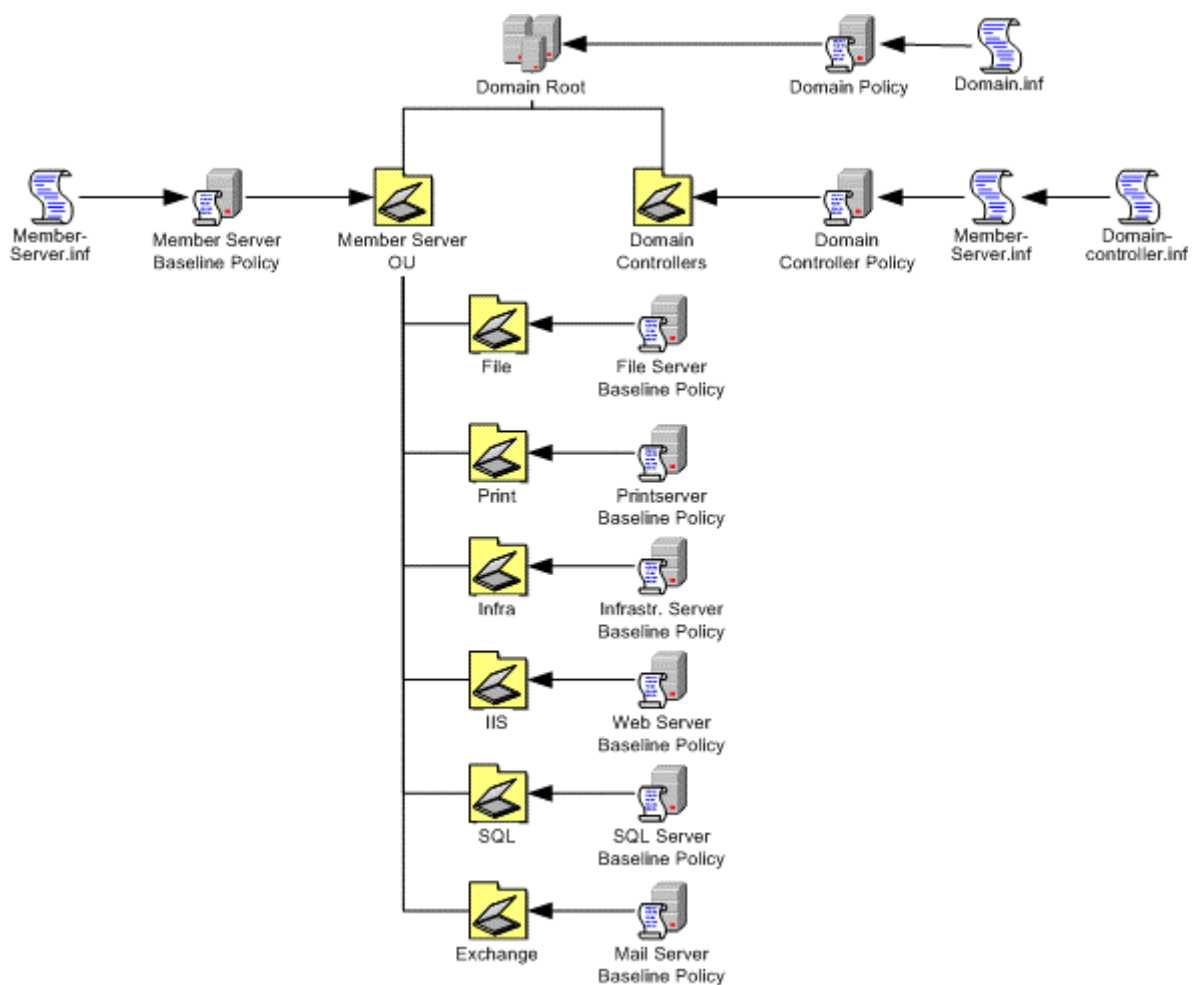 Domain Root
Domain Policy
Domain.inf
Member-
Server.inf
Member Server
Baseline Policy
Member Server
OU
Domain
Controllers
Domain
Controller Policy
Member-
Server.inf
Domain-
controller.inf
File
File Server
Baseline Policy
Print
Printserver
Baseline Policy
Infra
Infrastr. Server
Baseline Policy
IIS
Web Server
Baseline Policy
SQL
SQL Server
Baseline Policy
Exchange
Mail Server
Baseline Policy